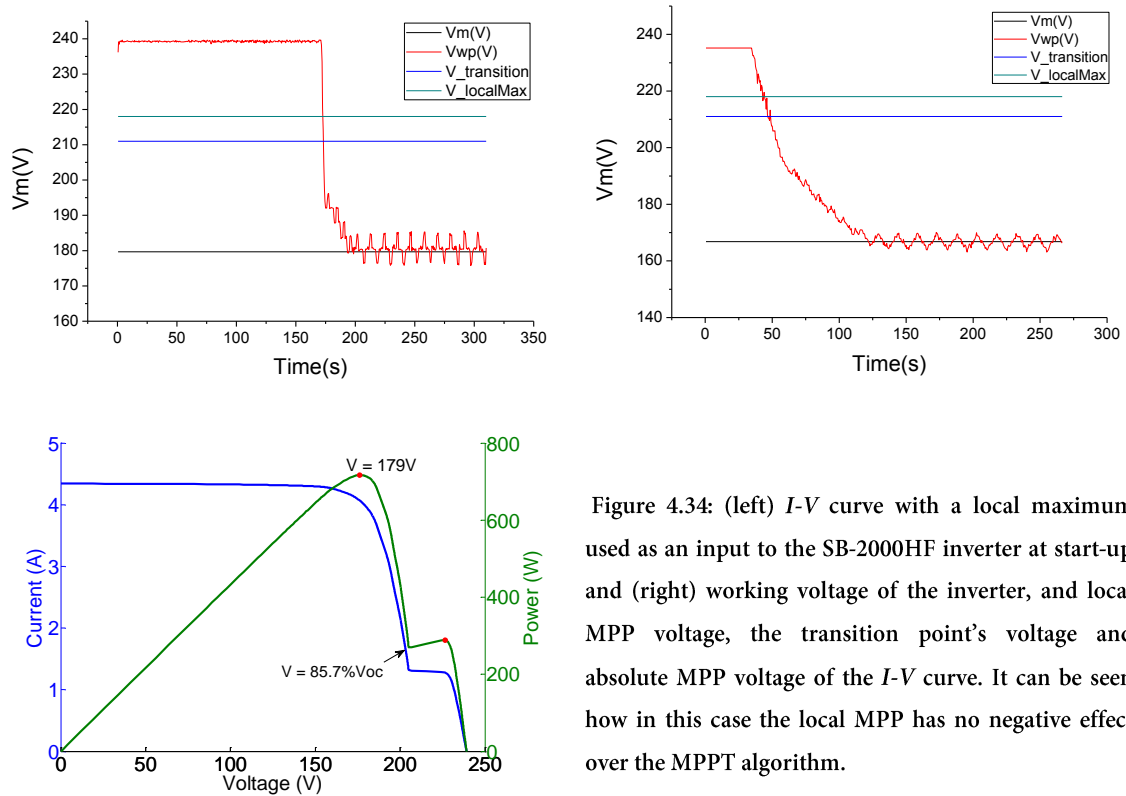 Vm(V)
Vwp(V)
V_transition
V_localMax
240
230
220
210
200
190
180
170
160
Vm(V)
0
50
100
150
200
250
300
350
Time(s)
Vm(V)
Vwp(V)
V_transition
V_localMax
240
220
200
180
160
140
Vm(V)
0
50
100
150
200
250
300
Time(s)
5
4
3
2
1
0
Current (A)
800
600
400
200
0
Power (W)
V = 179V
V = 85.7%Voc
0
50
100
150
200
250
Voltage (V)
Figure 4.34: (left) I-V curve with a local maximum
used as an input to the SB-2000HF inverter at start-up
and (right) working voltage of the inverter, and loca
MPP voltage, the transition point's voltage and
absolute MPP voltage of the I-V curve. It can be seen
how in this case the local MPP has no negative effec
over the MPPT algorithm.